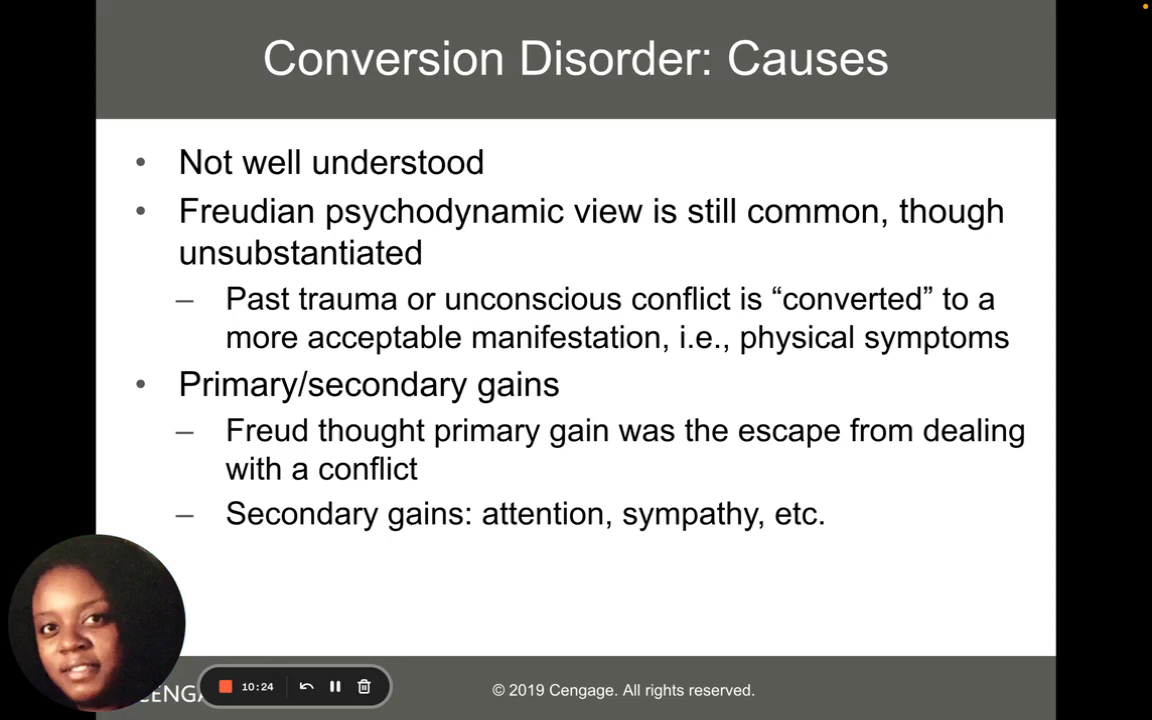 Conversion Disorder: Causes
• Not well understood
• Freudian psychodynamic view is still common, though
unsubstantiated
– Past trauma or unconscious conflict is “converted” to a
more acceptable manifestation, i.e., physical symptoms
• Primary/secondary gains
– Freud thought primary gain was the escape from dealing
with a conflict
– Secondary gains: attention, sympathy, etc.
10:24
© 2019 Cengage. All rights reserved.